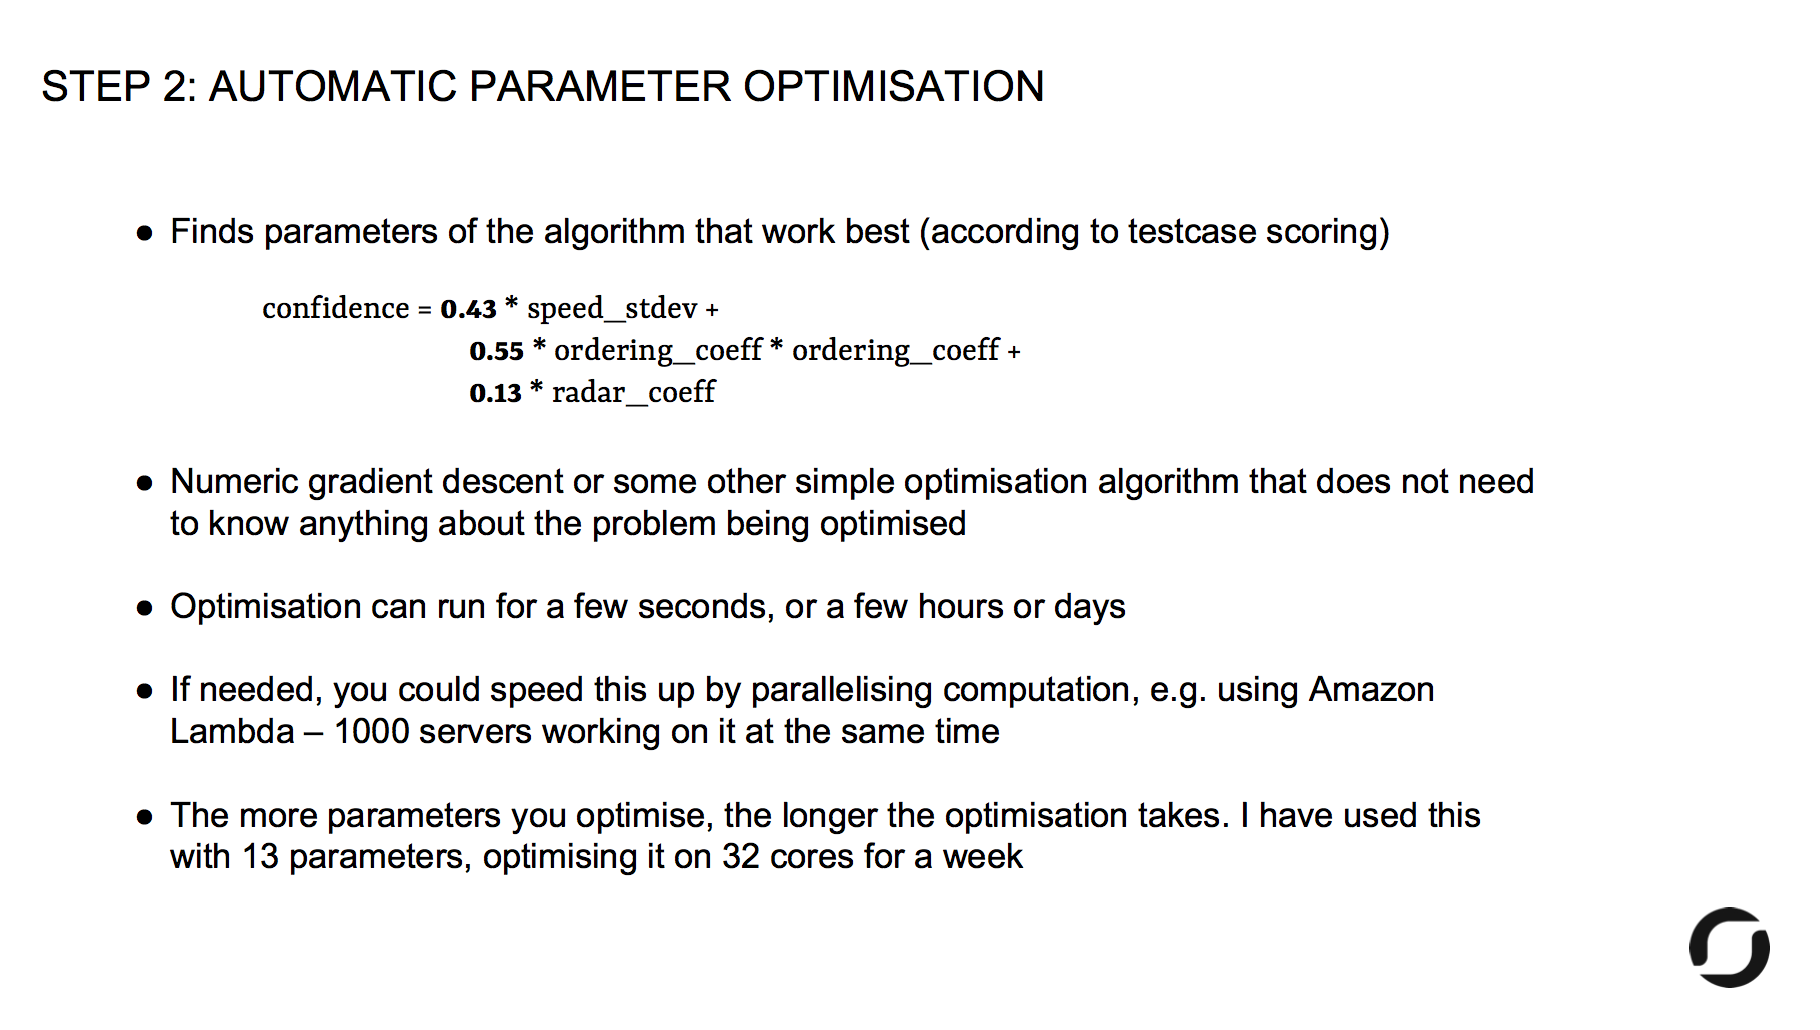 STEP 2: AUTOMATIC PARAMETER OPTIMISATION
● Finds parameters of the algorithm that work best (according to testcase scoring)
confidence = 0.43 * speed_stdev +
0.55 * ordering_coeff * ordering_coeff +
0.13 * radar_coeff
● Numeric gradient descent or some other simple optimisation algorithm that does not need
to know anything about the problem being optimised
● Optimisation can run for a few seconds, or a few hours or days
● If needed, you could speed this up by parallelising computation, e.g. using Amazon
Lambda – 1000 servers working on it at the same time
● The more parameters you optimise, the longer the optimisation takes. I have used this
with 13 parameters, optimising it on 32 cores for a week